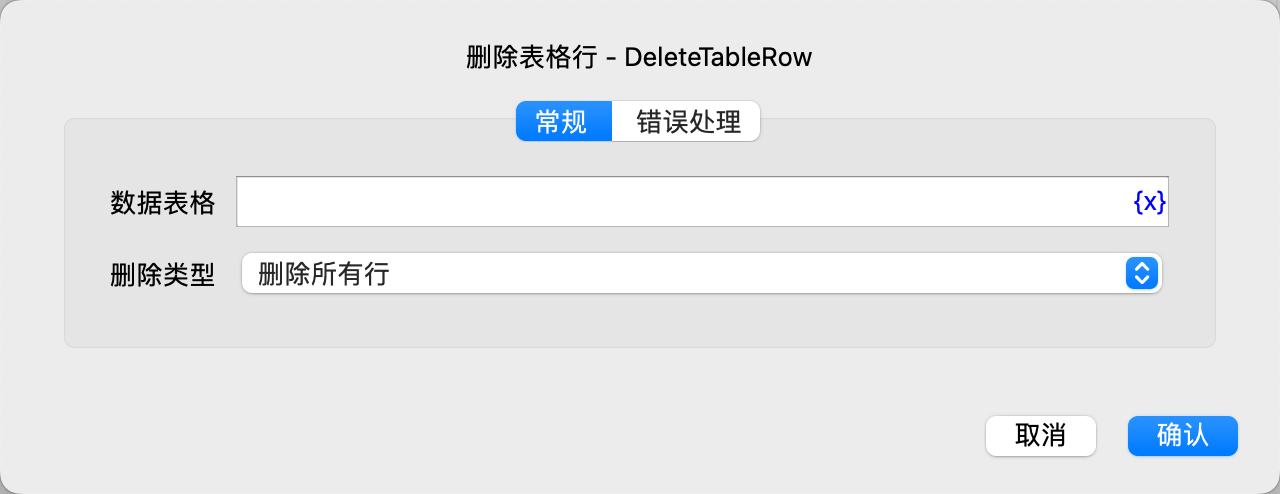 删除表格行 - DeleteTableRow
常规 错误处理
数据表格 {x}
删除类型 删除所有行
取消 确认